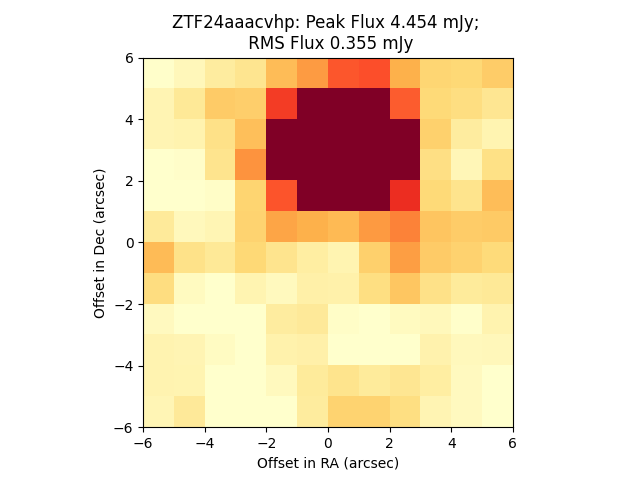 ZTF24aaacvhp: Peak Flux 4.454 mJy;
RMS Flux 0.355 mJy
6
4
2
0
−2
−4
−6
Offset in Dec (arcsec)
−6 −4 −2 0 2 4 6
Offset in RA (arcsec)